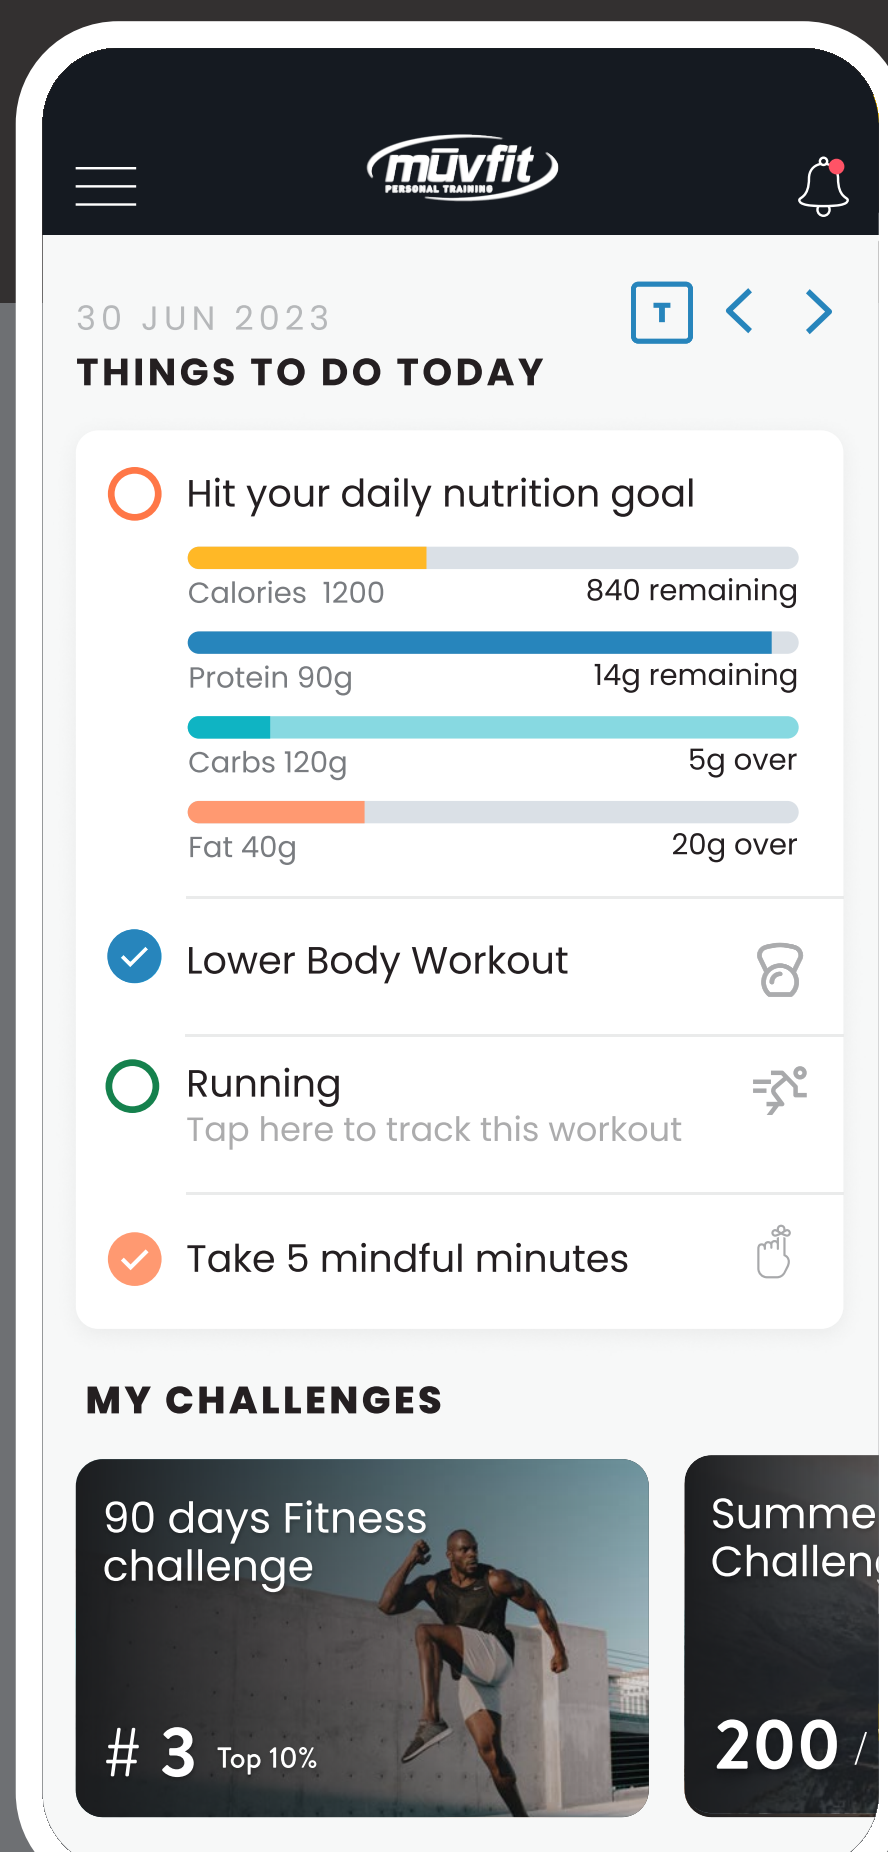 mūvfit
PERSONAL TRAINING
30 JUN 2023
T
THINGS TO DO TODAY
Hit your daily nutrition goal
Calories 1200 840 remaining
Protein 90g 14g remaining
Carbs 120g 5g over
Fat 40g 20g over
Lower Body Workout
Running
Tap here to track this workout
Take 5 mindful minutes
MY CHALLENGES
90 days Fitness
challenge
# 3 Top 10%
Summe
Challeng
200 /